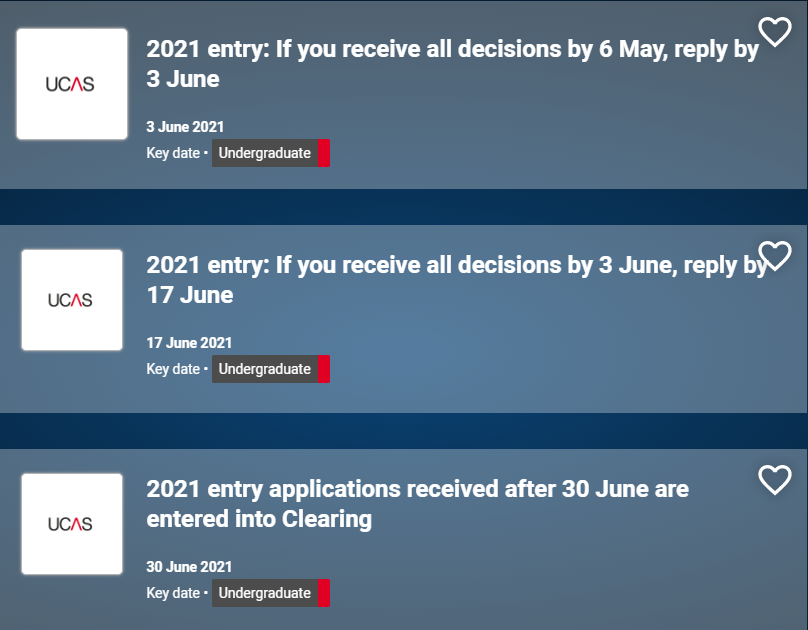 UCAS
2021 entry: If you receive all decisions by 6 May, reply by
3 June
3 June 2021
Key date • Undergraduate
UCAS
2021 entry: If you receive all decisions by 3 June, reply by
17 June
17 June 2021
Key date • Undergraduate
UCAS
2021 entry applications received after 30 June are
entered into Clearing
30 June 2021
Key date • Undergraduate